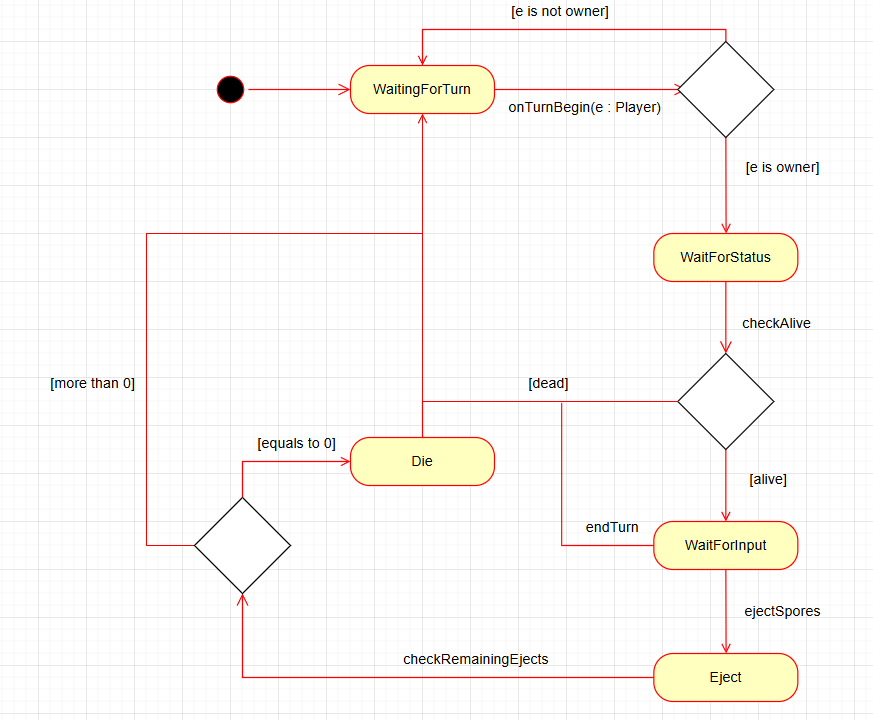 [e is not owner]
WaitingForTurn
onTurnBegin(e : Player)
[e is owner]
WaitForStatus
checkAlive
[more than 0]
[dead]
[equals to 0]
Die
[alive]
endTurn
WaitForInput
ejectSpores
checkRemainingEjects
Eject